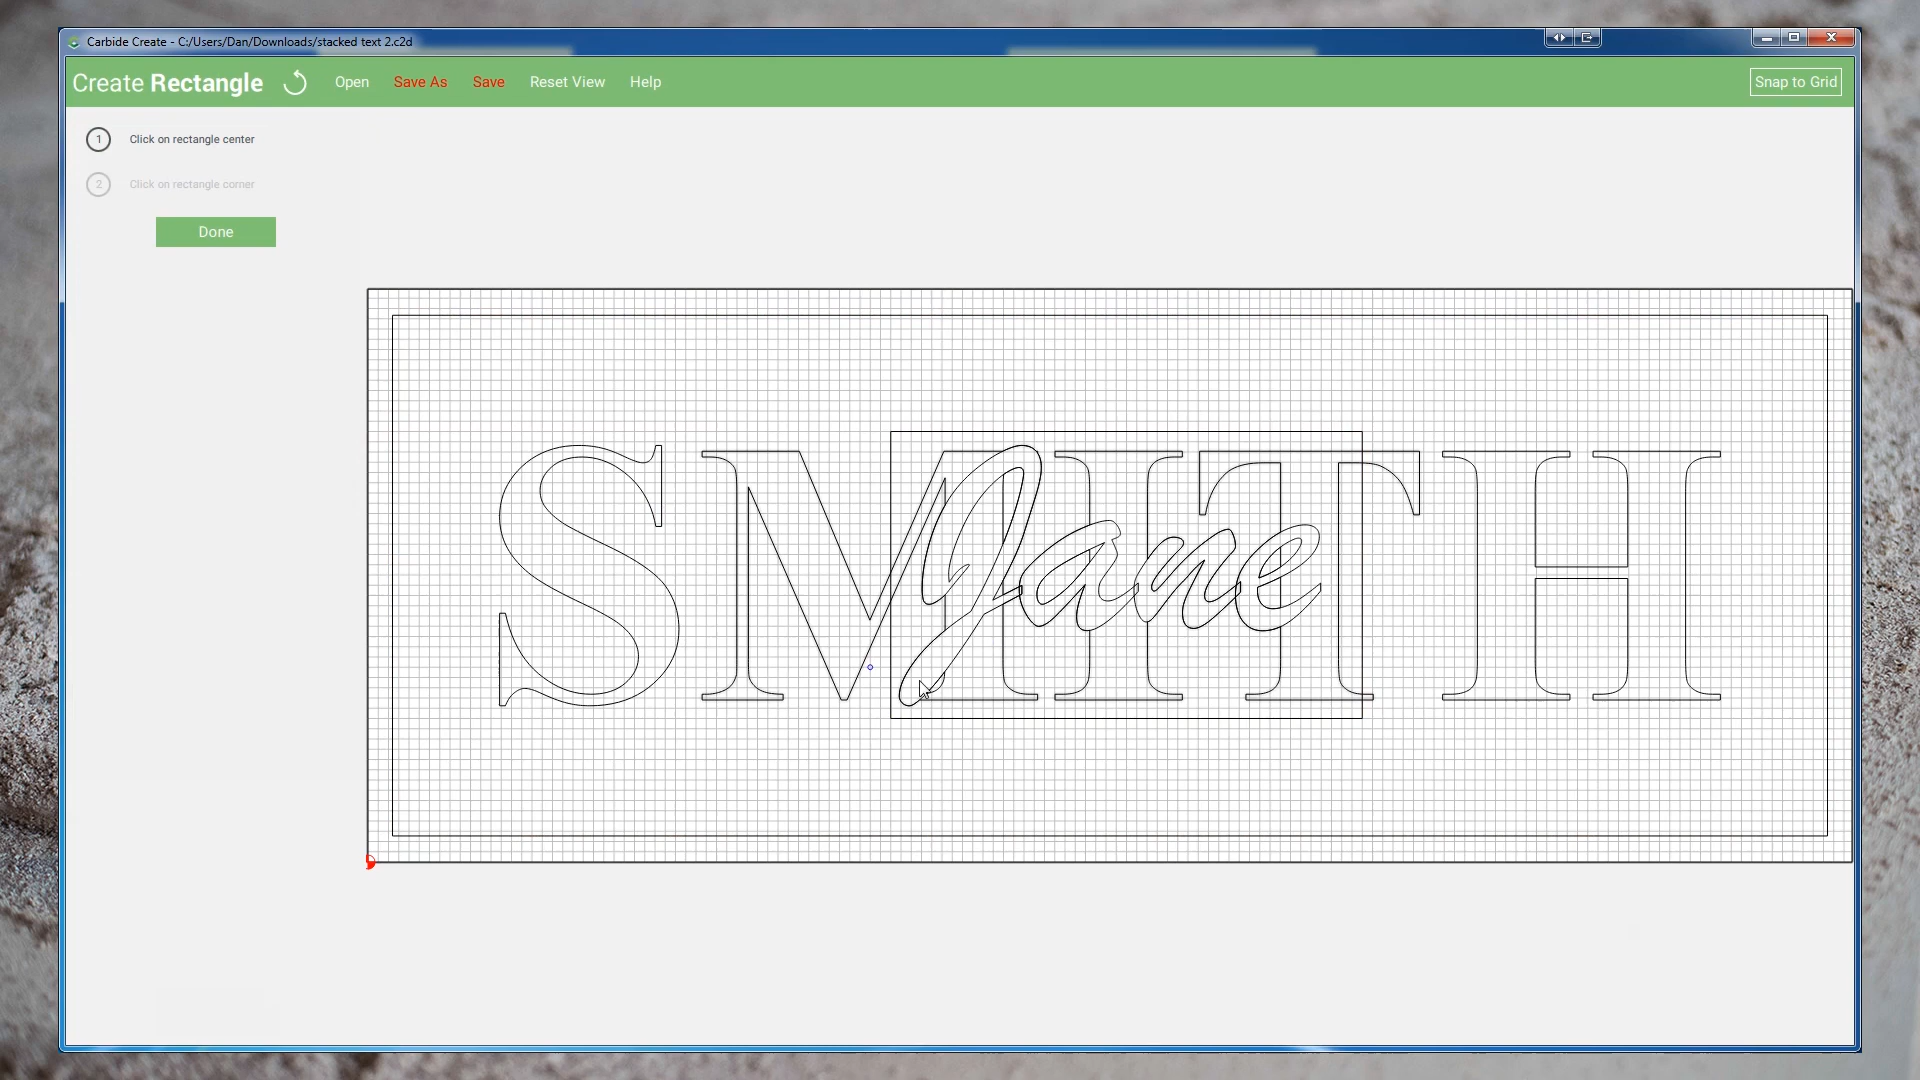 Carbide Create - C:/Users/Dan/Downloads/stacked text 2.c2d
Create Rectangle Open Save As Save Reset View Help Snap to Grid
1 Click on rectangle center
2 Click on rectangle corner
Done
SMITH
Jane